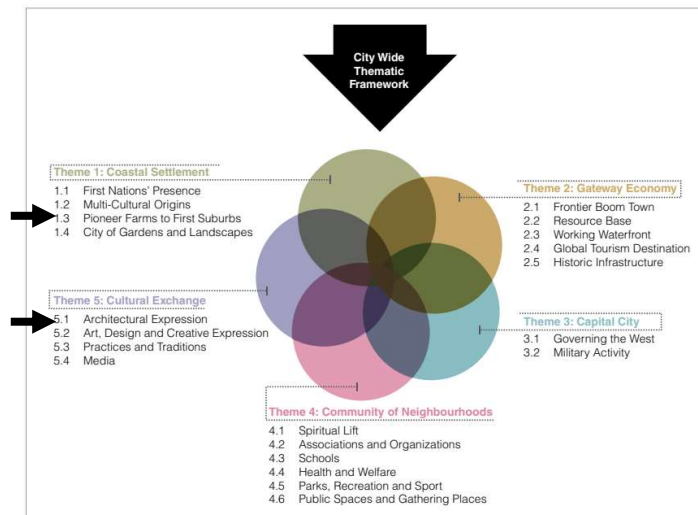 City Wide
Thematic
Framework
Theme 1: Coastal Settlement
1.1 First Nations' Presence
1.2 Multi-Cultural Origins
1.3 Pioneer Farms to First Suburbs
1.4 City of Gardens and Landscapes
Theme 2: Gateway Economy
2.1 Frontier Boom Town
2.2 Resource Base
2.3 Working Waterfront
2.4 Global Tourism Destination
2.5 Historic Infrastructure
Theme 5: Cultural Exchange
5.1 Architectural Expression
5.2 Art, Design and Creative Expression
5.3 Practices and Traditions
5.4 Media
Theme 3: Capital City
3.1 Governing the West
3.2 Military Activity
Theme 4: Community of Neighbourhoods
4.1 Spiritual Lift
4.2 Associations and Organizations
4.3 Schools
4.4 Health and Welfare
4.5 Parks, Recreation and Sport
4.6 Public Spaces and Gathering Places